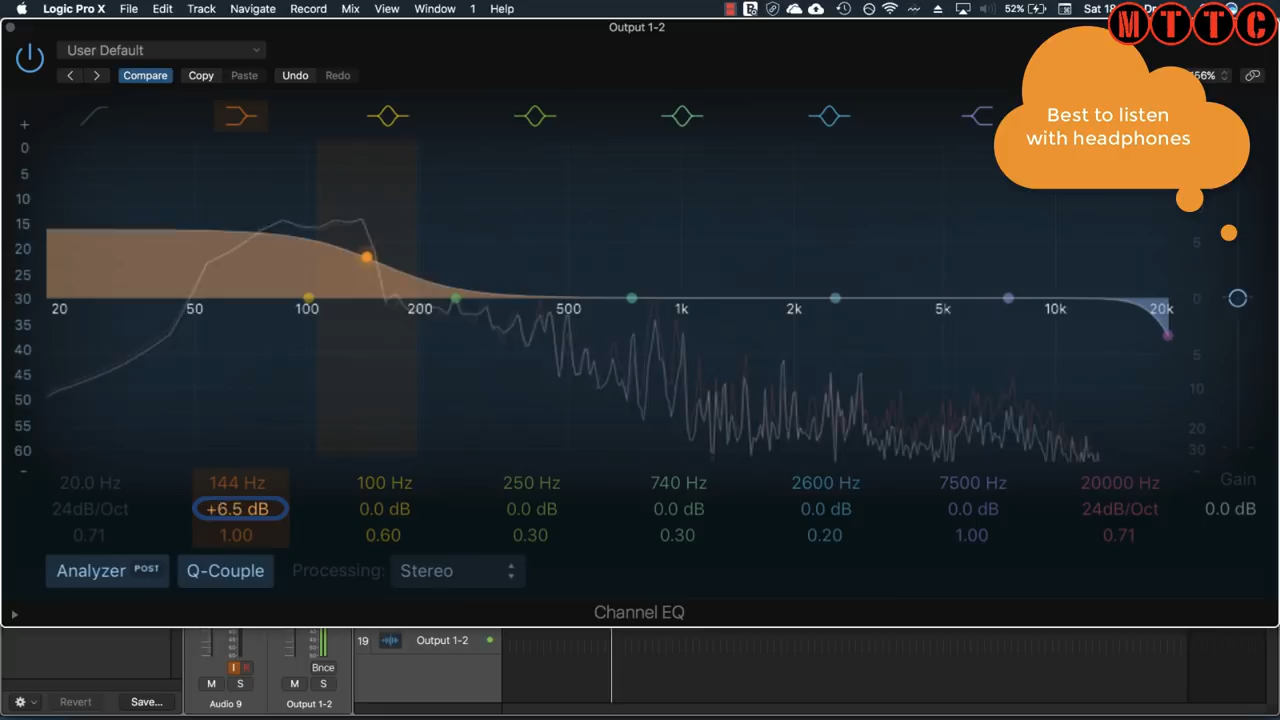 Logic Pro X File Edit Track Navigate Record Mix View Window 1 Help 52% Sat 18
MTTC
Output 1-2
User Default
Compare Copy Paste Undo Redo
Best to listen
with headphones
+
0
5
10
15
20
25
30
35
40
45
50
55
60
-
20 50 100 200 500 1k 2k 5k 10k 20k
5
0
5
10
20
30
20.0 Hz 144 Hz 100 Hz 250 Hz 740 Hz 2600 Hz 7500 Hz 20000 Hz Gain
24dB/Oct +6.5 dB 0.0 dB 0.0 dB 0.0 dB 0.0 dB 0.0 dB 24dB/Oct 0.0 dB
0.71 1.00 0.60 0.30 0.30 0.20 1.00 0.71
Analyzer POST Q-Couple Processing: Stereo
Channel EQ
19 Output 1-2
I R Bnce
M S M S
Revert Save... Audio 9 Output 1-2